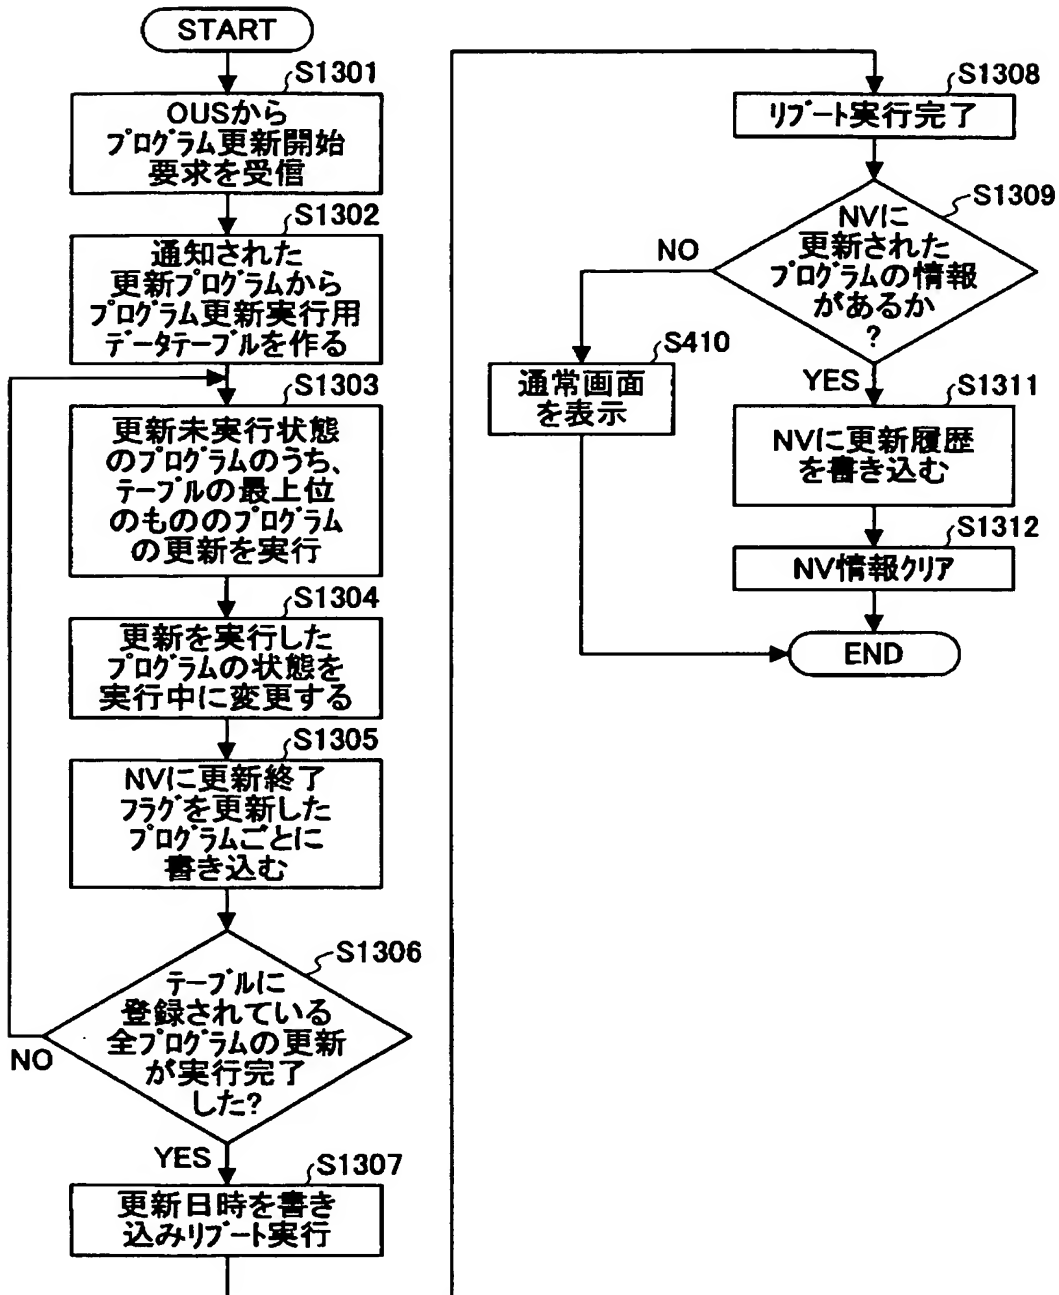 START
S1301
OUSから
プログラム更新開始
要求を受信
S1302
通知された
更新プログラムから
プログラム更新実行用
データテーブルを作る
S1303
更新未実行状態
のプログラムのうち、
テーブルの最上位
のもののプログラム
の更新を実行
S1304
更新を実行した
プログラムの状態を
実行中に変更する
S1305
NVに更新終了
フラグを更新した
プログラムごとに
書き込む
S1306
テーブルに
登録されている
全プログラムの更新
が実行完了
した?
NO
YES
S1307
更新日時を書き
込みリブート実行
S1308
リブート実行完了
S1309
NVに
更新された
プログラムの情報
があるか
?
NO
S410
通常画面
を表示
YES
S1311
NVに更新履歴
を書き込む
S1312
NV情報クリア
END